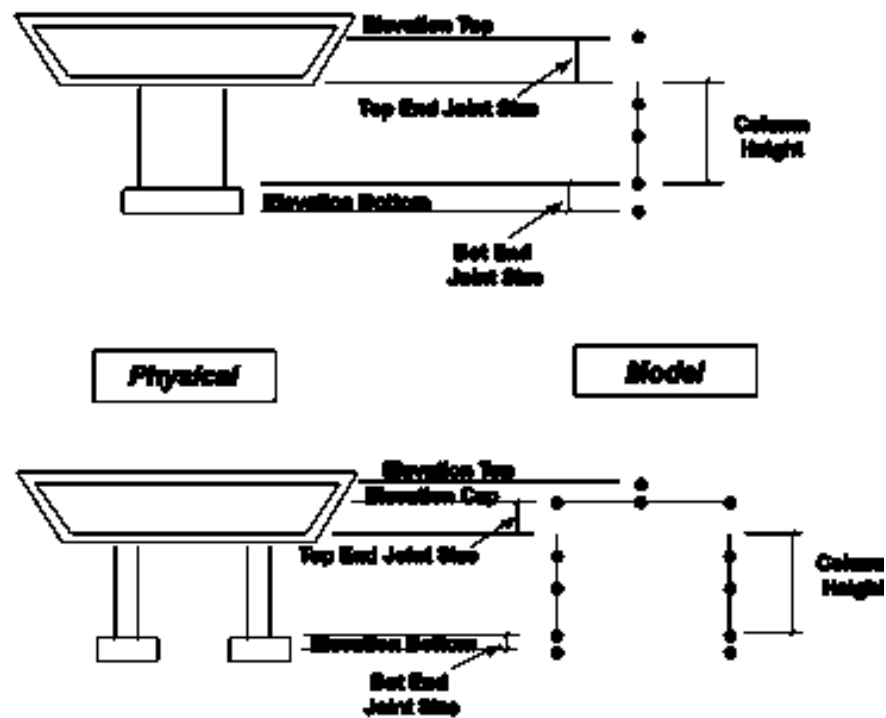 Elevation Top
Top End Joint Size
Column
Height
Elevation Bottom
Bot End
Joint Size
Physical
Model
Elevation Top
Elevation Cap
Top End Joint Size
Column
Height
Elevation Bottom
Bot End
Joint Size